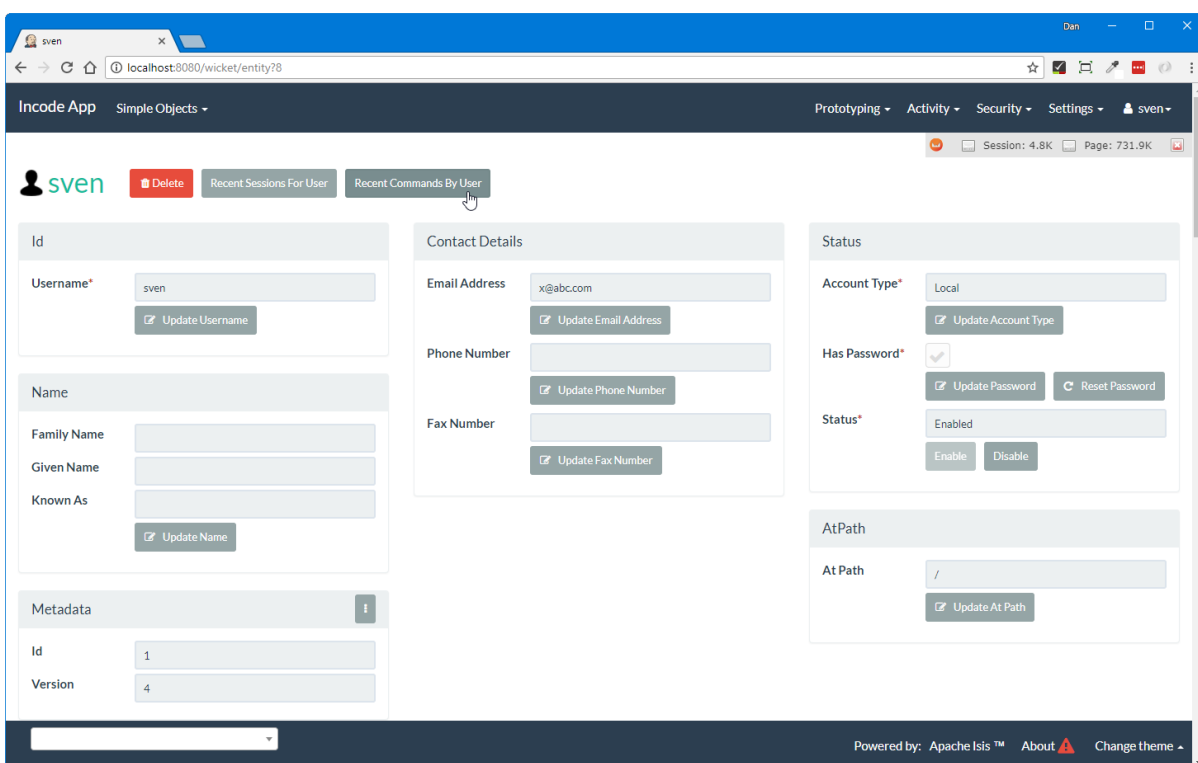 Dan
sven
localhost:8080/wicket/entity?8
Incode App Simple Objects Prototyping Activity Security Settings sven
Session: 4.8K Page: 731.9K
sven Delete Recent Sessions For User Recent Commands By User
Id
Username*
sven
Update Username
Name
Family Name
Given Name
Known As
Update Name
Metadata
Id
1
Version
4
Contact Details
Email Address
x@abc.com
Update Email Address
Phone Number
Update Phone Number
Fax Number
Update Fax Number
Status
Account Type*
Local
Update Account Type
Has Password*
Update Password Reset Password
Status*
Enabled
Enable Disable
AtPath
At Path
/
Update At Path
Powered by: Apache Isis ™ About Change theme